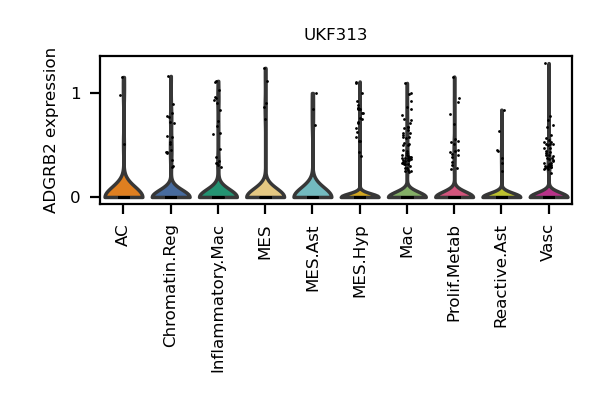 UKF313
ADGRB2 expression
1
0
AC
Chromatin.Reg
Inflammatory.Mac
MES
MES.Ast
MES.Hyp
Mac
Prolif.Metab
Reactive.Ast
Vasc